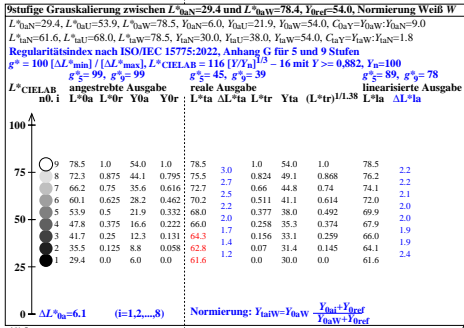 9stufige Graukalierung zwischen L*0aN=29.4 und L*0aW=78.4, Y0ref=54.0, Normierung Weiß W
L*0aN=29.4, L*0aU=53.9, L*0aW=78.5, Y0aN=6.0, Y0aU=21.9, Y0aW=54.0, C0aY=Y0aW:Y0aN=9.0
L*taN=61.6, L*taU=68.0, L*taW=78.5, YtaN=30.0, YtaU=38.0, YtaW=54.0, CtaY=YtaW:YtaN=1.8
Regularitätsindex nach ISO/IEC 15775:2022, Anhang G für 5 und 9 Stufen
g* = 100 [ΔL*min] / [ΔL*max], L*CIELAB = 116 [Y/Yn]1/3 − 16 mit Y >= 0,882, Yn=100
g*5= 99, g*9= 99 g*5= 45, g*9= 39 g*5= 89, g*9= 78
L*CIELAB angestrebte Ausgabe reale Ausgabe linearisierte Ausgabe
n0. i L*0a L*0r Y0a Y0r L*ta ΔL*ta L*tr Yta (L*tr)1/1.38 L*la ΔL*la
100
9 78.5 1.0 54.0 1.0 78.5 1.0 54.0 1.0 78.5
3.0 2.2
8 72.3 0.875 44.1 0.795 75.5 0.824 49.1 0.868 76.2
2.7 2.2
75
7 66.2 0.75 35.6 0.616 72.7 0.66 44.8 0.74 74.1
2.5 2.1
6 60.1 0.625 28.2 0.462 70.2 0.511 41.1 0.614 72.0
2.2 2.1
5 53.9 0.5 21.9 0.332 68.0 0.377 38.0 0.492 69.9
2.0 2.0
50
4 47.8 0.375 16.6 0.222 66.0 0.258 35.3 0.374 67.9
1.7 1.9
3 41.7 0.25 12.3 0.131 64.3 0.156 33.1 0.259 66.0
1.4 1.9
2 35.5 0.125 8.8 0.058 62.8 0.07 31.4 0.145 64.1
1.2 2.4
1 29.4 0.0 6.0 0.0 61.6 0.0 30.0 0.0 61.6
25
0
ΔL*0a=6.1 (i=1,2,...,8) Normierung: YtaiW=Y0aW Y0ai+Y0ref
Y0aW+Y0ref